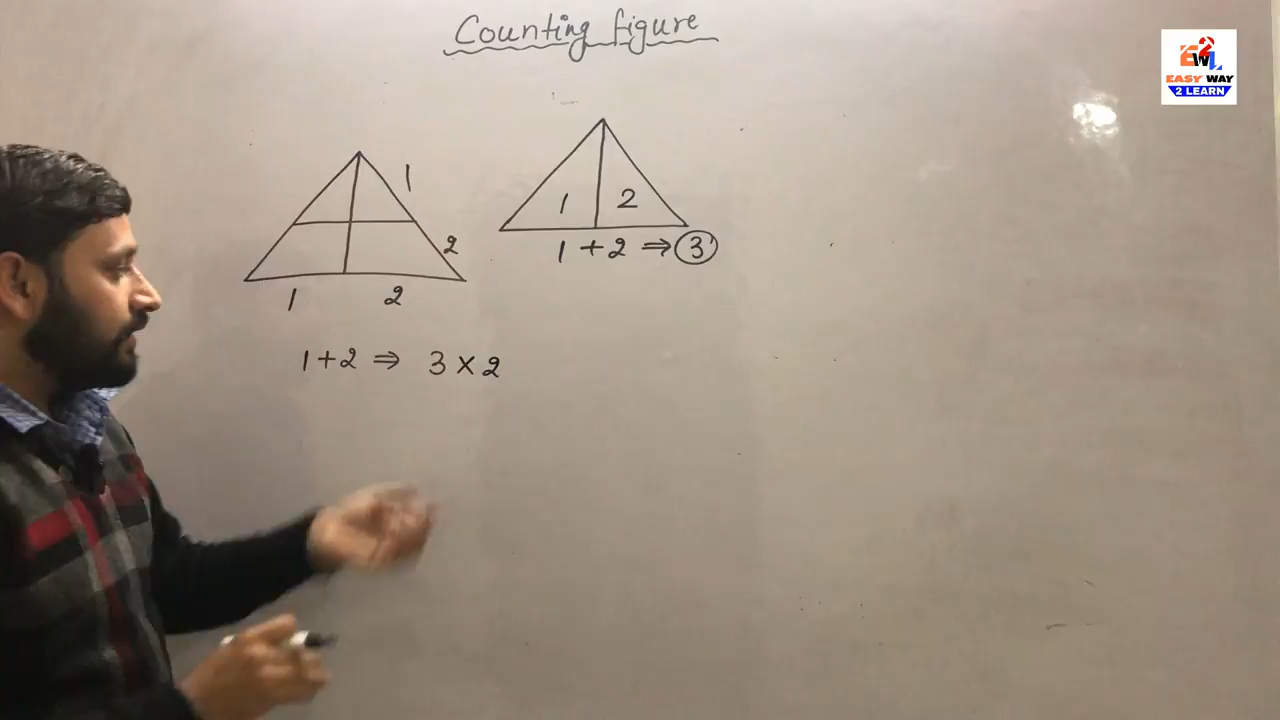 Counting figure
E2WL
EASY WAY
2 LEARN
1
2
1 2
1 2
1 + 2 ⇒ 3
1 + 2 ⇒ 3 × 2